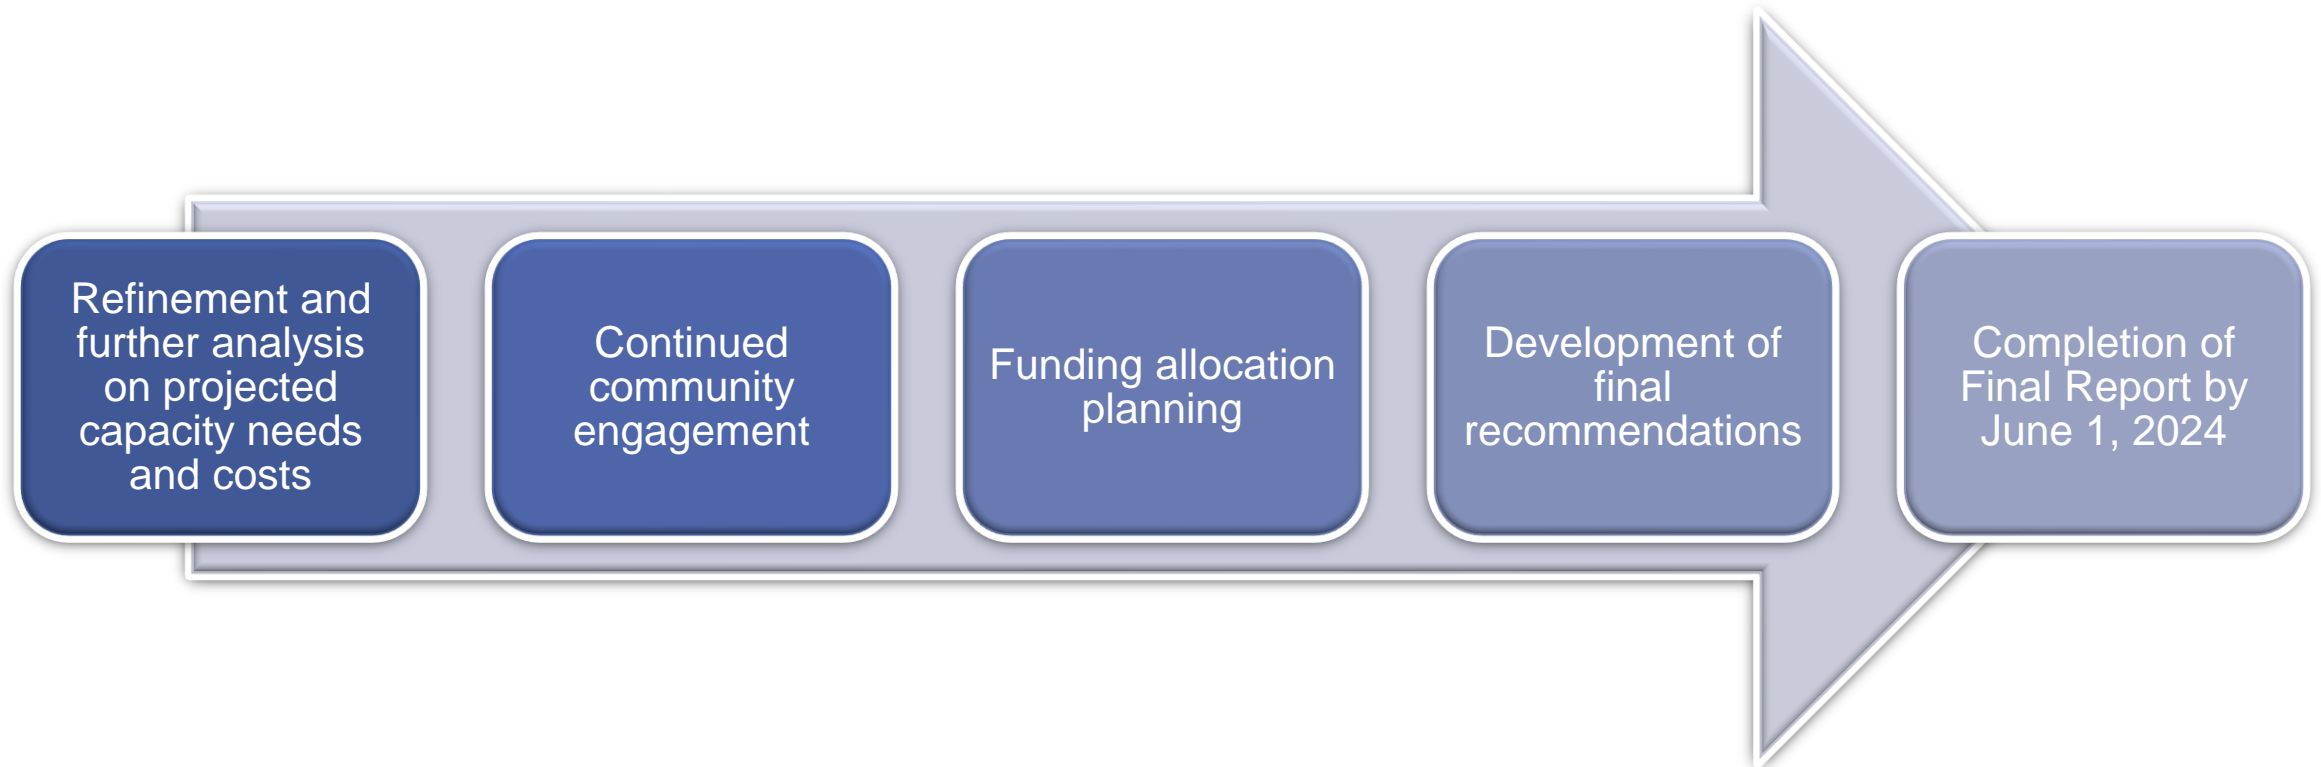 Refinement and
further analysis
on projected
capacity needs
and costs
Continued
community
engagement
Funding allocation
planning
Development of
final
recommendations
Completion of
Final Report by
June 1, 2024